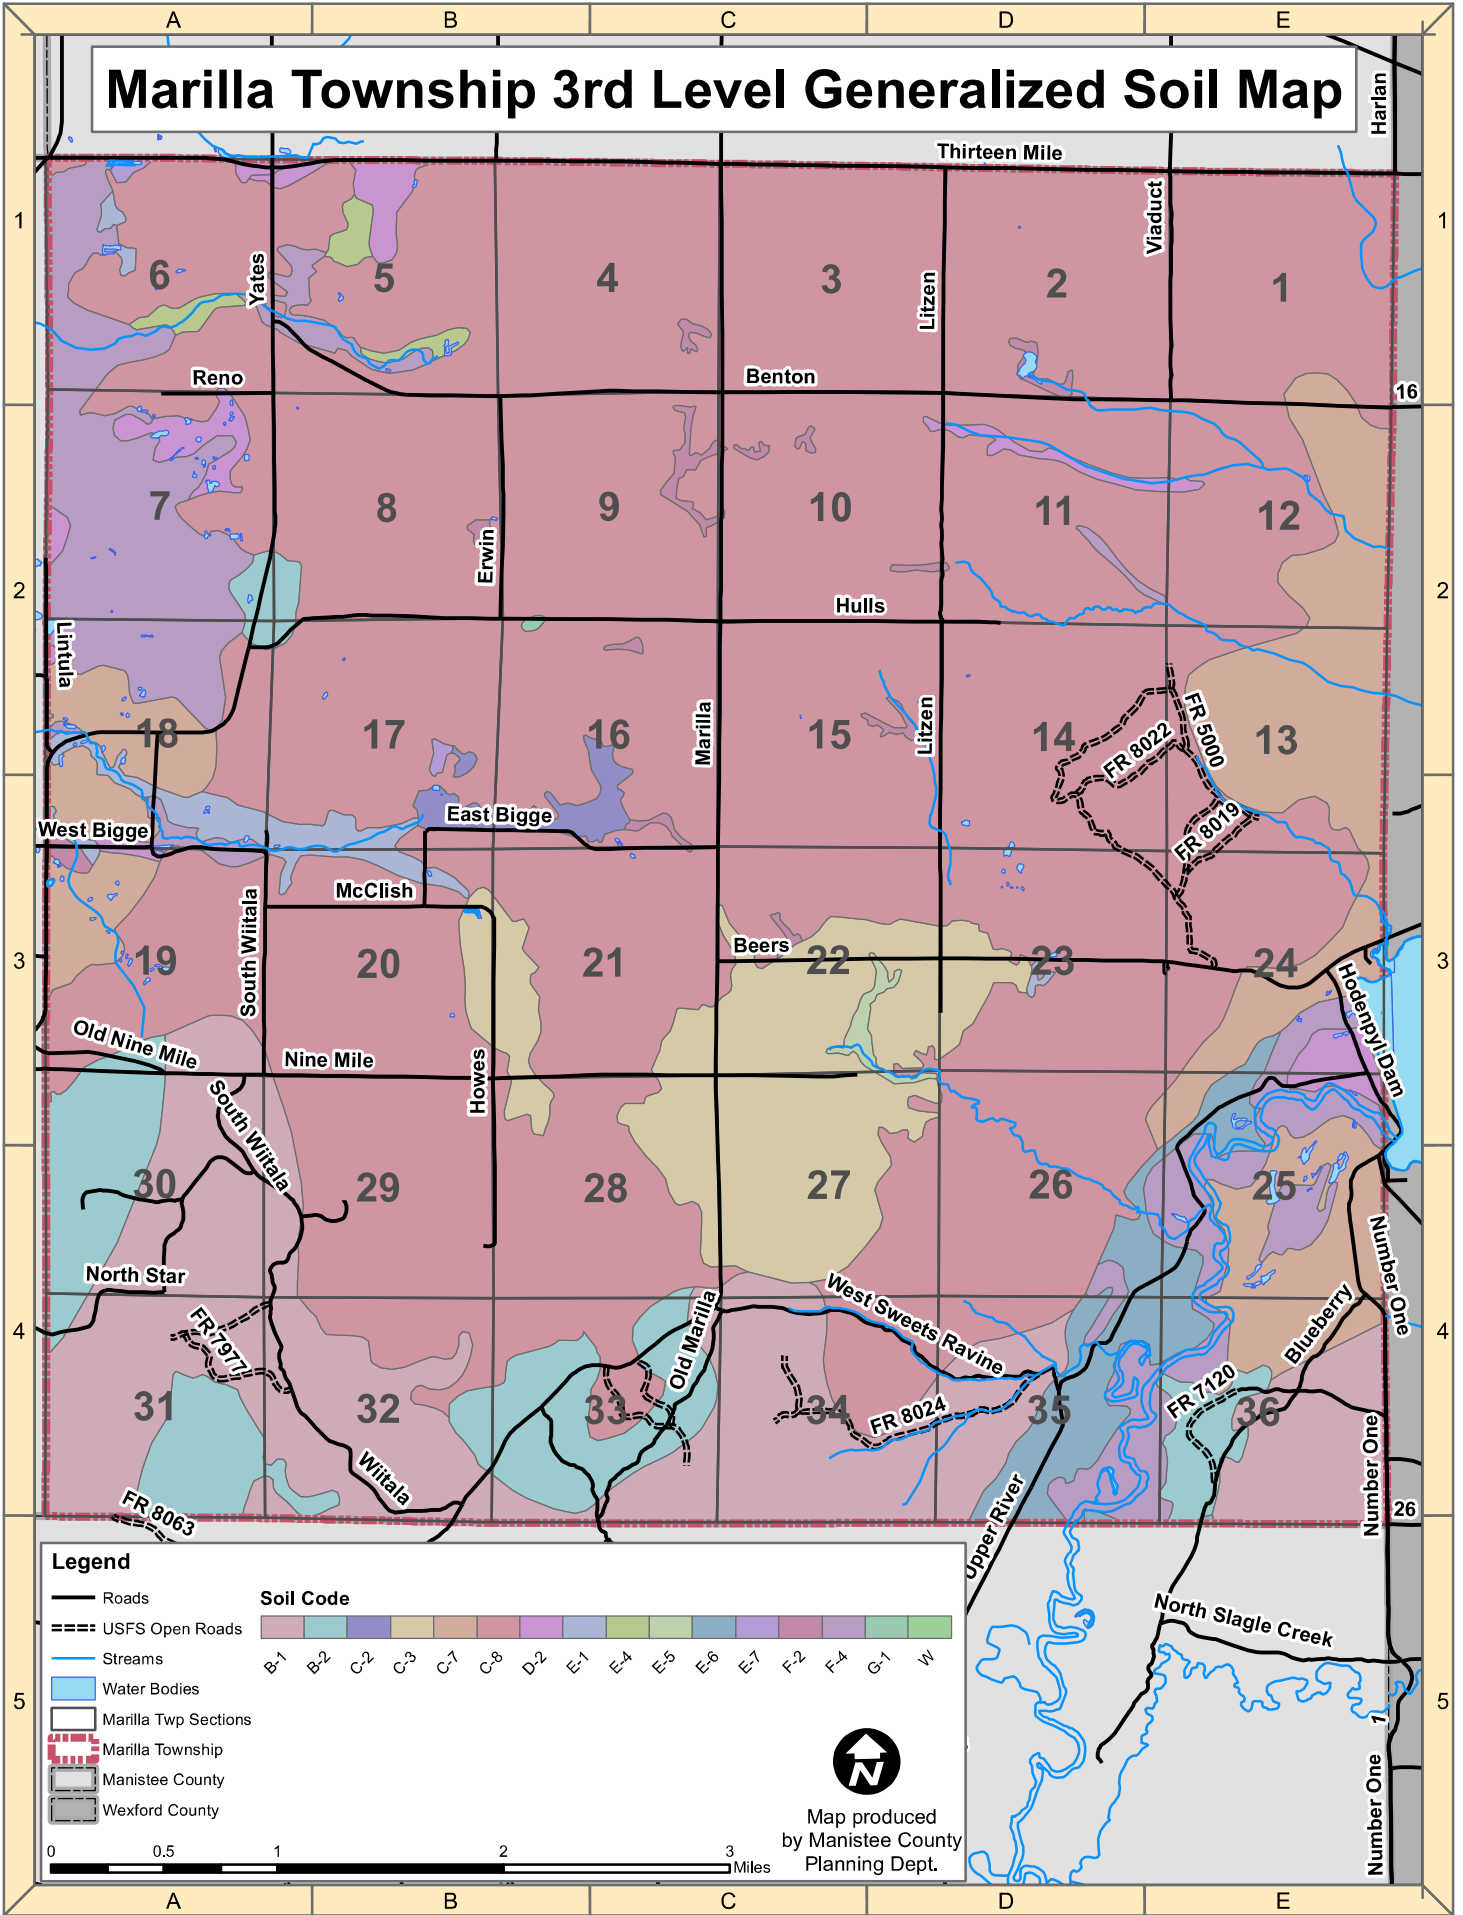 A B C D E
Marilla Township 3rd Level Generalized Soil Map
Harlan
Thirteen Mile
1 1
Viaduct
Yates
Litzen
6 5 4 3 2 1
Reno
Benton
16
7 8 9 10 11 12
Erwin
2 2
Hulls
Lintula
Marilla
Litzen
FR 5000
18 17 16 15 14 13
FR 8022
East Bigge
West Bigge
FR 8019
McClish
South Wiitala
Beers
3 19 20 21 22 23 24 3
Hodenpyl Dam
Old Nine Mile
Nine Mile
Howes
South Wiitala
30 29 28 27 26 25
Number One
North Star
West Sweets Ravine
Old Marilla
Blueberry
FR 7977
4 4
FR 7120
31 32 33 34 35 36
FR 8024
Number One
Wiitala
Upper River
FR 8063
26
Legend
Roads
USFS Open Roads
Streams
Water Bodies
Marilla Twp Sections
Marilla Township
Manistee County
Wexford County
Soil Code
B-1 B-2 C-2 C-3 C-7 C-8 D-2 E-1 E-4 E-5 E-6 E-7 F-2 F-4 G-1 W
North Slagle Creek
5 5
1
Number One
N
Map produced
by Manistee County
Planning Dept.
0 0.5 1 2 3
Miles
A B C D E